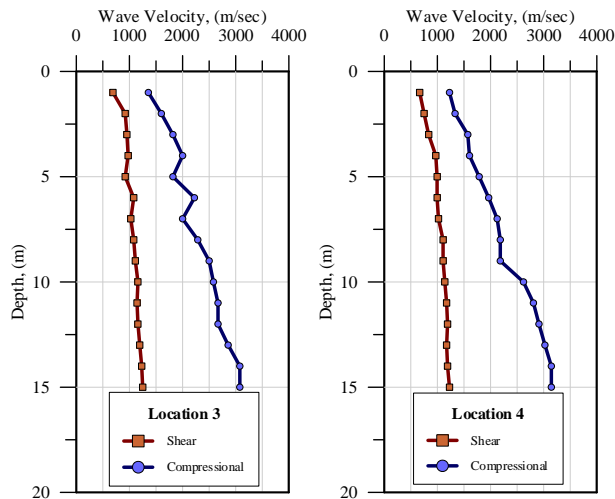 Wave Velocity, (m/sec)
0 1000 2000 3000 4000
0
5
10
15
20
Depth, (m)
Location 3
Shear
Compressional
Wave Velocity, (m/sec)
0 1000 2000 3000 4000
0
5
10
15
20
Depth, (m)
Location 4
Shear
Compressional